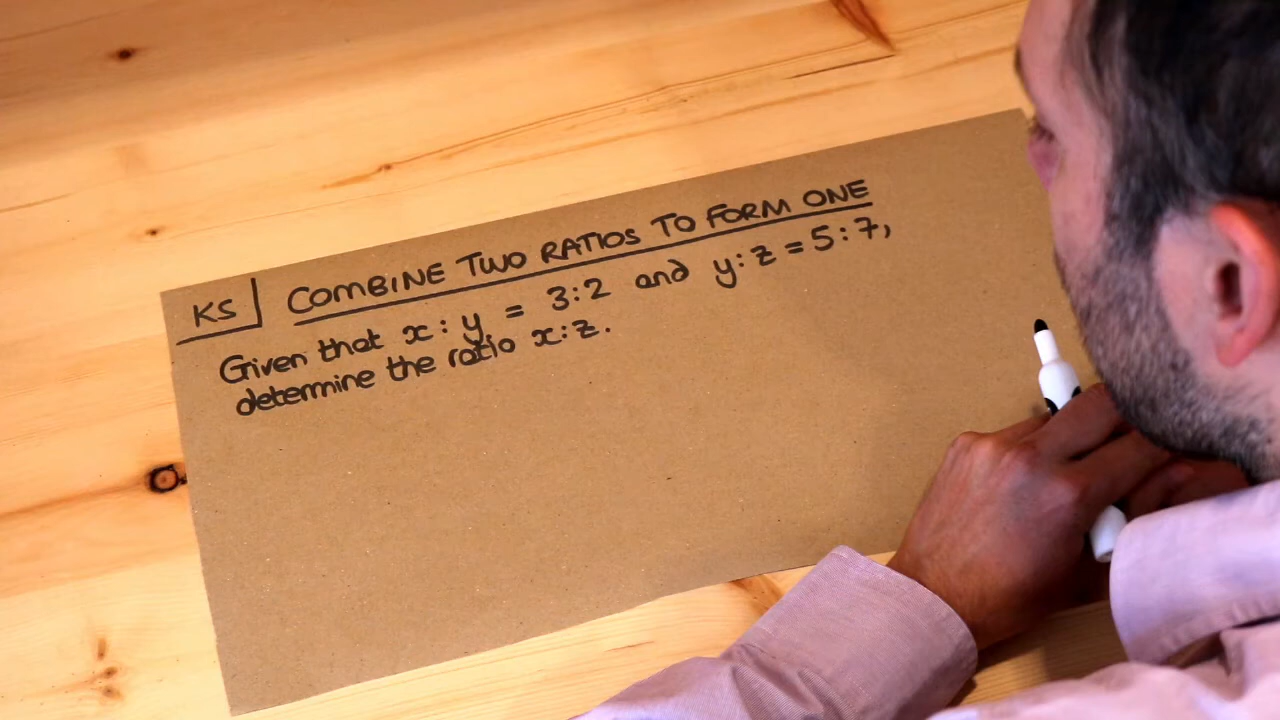 KS COMBINE TWO RATIOS TO FORM ONE
Given that x : y = 3:2 and y:z = 5:7,
determine the ratio x:z.